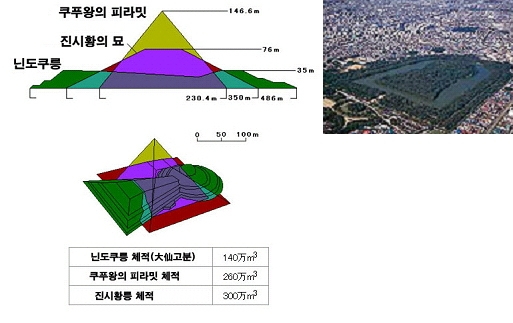 쿠푸왕의 피라밋
146.6m
진시황의 묘
76m
닌도쿠릉
35m
230.4m 350m 486m
0 50 100m
닌도쿠릉 체적(大仙고분) 140万m³
쿠푸왕의 피라밋 체적 260万m³
진시황릉 체적 300万m³